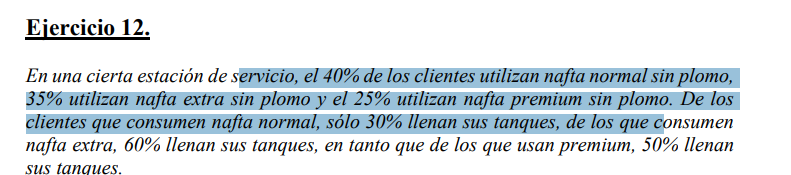 Ejercicio 12.
En una cierta estación de servicio, el 40% de los clientes utilizan nafta normal sin plomo,
35% utilizan nafta extra sin plomo y el 25% utilizan nafta premium sin plomo. De los
clientes que consumen nafta normal, sólo 30% llenan sus tanques, de los que consumen
nafta extra, 60% llenan sus tanques, en tanto que de los que usan premium, 50% llenan
sus tanques.